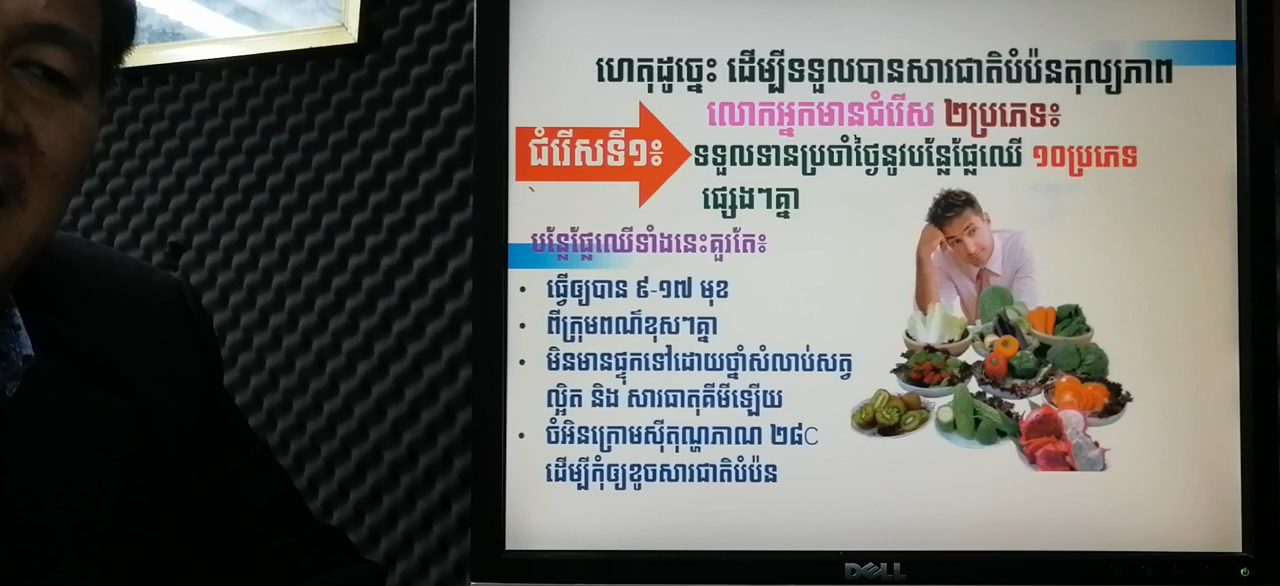 ហេតុដូច្នេះ ដើម្បីទទួលបានសារជាតិបំប៉នតុល្យភាព
លោកអ្នកមានជំរើស ២ប្រភេទ៖
ជំរើសទី១៖
ទទួលទានប្រចាំថ្ងៃនូវបន្លែផ្លែឈើ ១០ប្រភេទ
ផ្សេងៗគ្នា
បន្លែផ្លែឈើទាំងនេះគួរតែ៖
• ធ្វើឲ្យបាន ៩-១៧ មុខ
• ពីក្រុមពណ៌ខុសៗគ្នា
• មិនមានផ្ទុកទៅដោយថ្នាំសំលាប់សត្វ
ល្អិត និង សារធាតុគីមីឡើយ
• ចំអិនក្រោមស៊ីតុណ្ហភាណ ២៨C
ដើម្បីកុំឲ្យខូចសារជាតិបំប៉ន
DELL